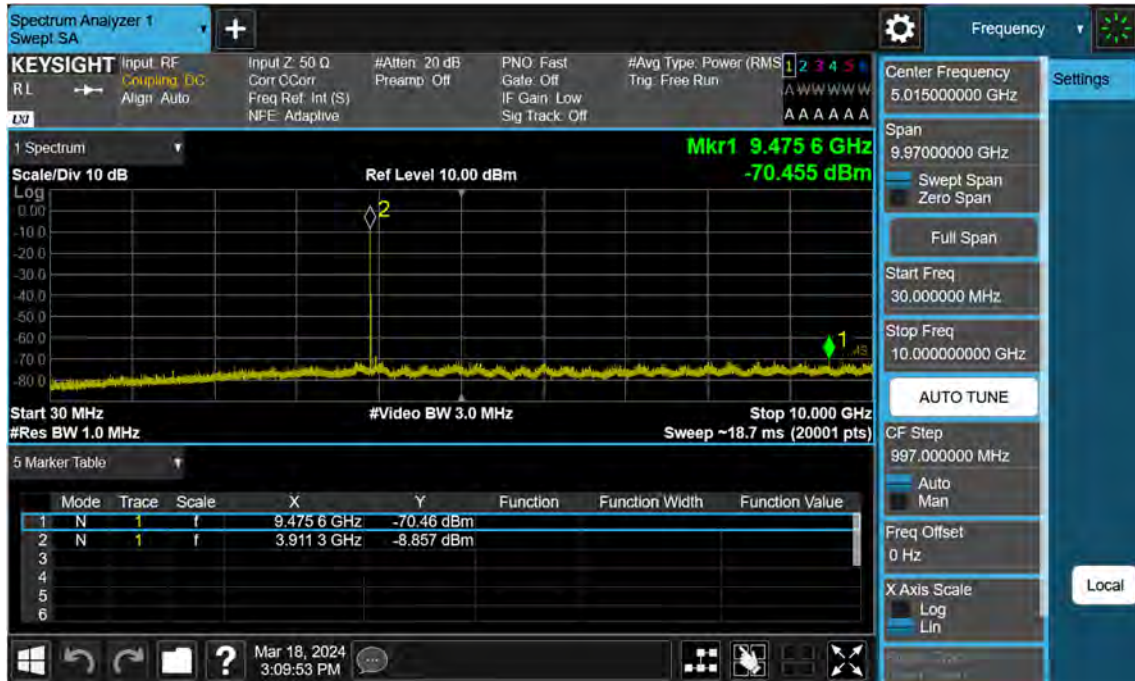 Spectrum Analyzer 1
Swept SA
+
Frequency
KEYSIGHT
RL
LXI
Input: RF
Coupling: DC
Align: Auto
Input Z: 50 Ω
Corr CCorr
Freq Ref: Int (S)
NFE: Adaptive
#Atten: 20 dB
Preamp: Off
PNO: Fast
Gate: Off
IF Gain: Low
Sig Track: Off
#Avg Type: Power (RMS
Trig: Free Run
1 2 3 4 5 6
A W W W W W
A A A A A A
Center Frequency
5.015000000 GHz
Settings
1 Spectrum
Scale/Div 10 dB
Ref Level 10.00 dBm
Mkr1 9.475 6 GHz
-70.455 dBm
Log
0.00
-10.0
-20.0
-30.0
-40.0
-50.0
-60.0
-70.0
-80.0
2
1
Start 30 MHz
#Res BW 1.0 MHz
#Video BW 3.0 MHz
Stop 10.000 GHz
Sweep ~18.7 ms (20001 pts)
Span
9.97000000 GHz
Swept Span
Zero Span
Full Span
Start Freq
30.000000 MHz
Stop Freq
10.000000000 GHz
AUTO TUNE
CF Step
997.000000 MHz
Auto
Man
Freq Offset
0 Hz
X Axis Scale
Log
Lin
Local
5 Marker Table
Mode Trace Scale X Y Function Function Width Function Value
1 N 1 f 9.475 6 GHz -70.46 dBm
2 N 1 f 3.911 3 GHz -8.857 dBm
3
4
5
6
?
Mar 18, 2024
3:09:53 PM